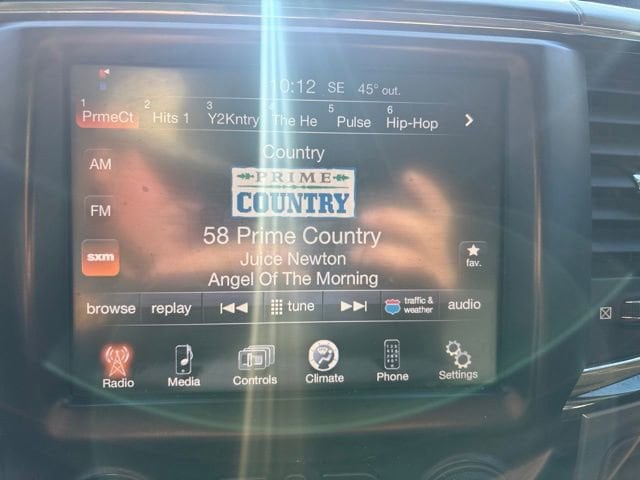 10:12 SE 45° out.
1 PrmeCt 2 Hits 1 3 Y2Kntry 4 The He 5 Pulse 6 Hip-Hop
Country
AM
PRIME
COUNTRY
FM
58 Prime Country
sxm
Juice Newton
fav.
Angel Of The Morning
browse replay tune traffic & weather audio
Radio Media Controls Climate Phone Settings